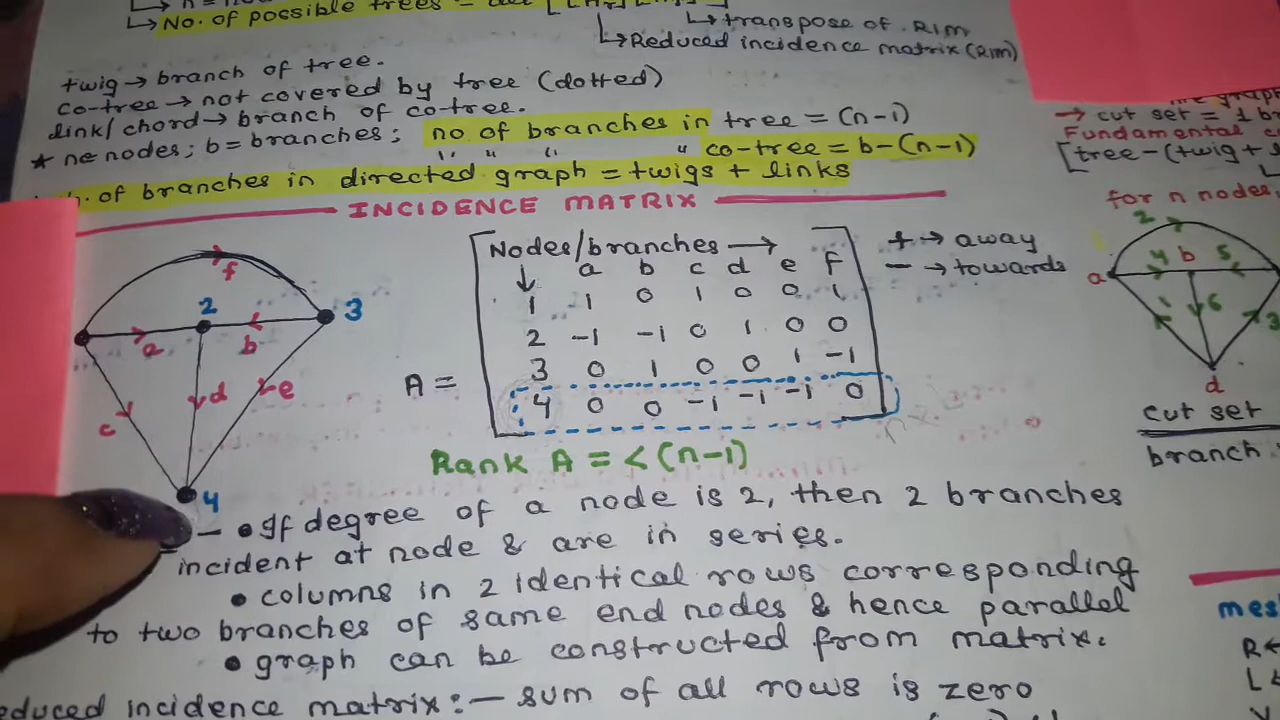 No. of possible trees =
transpose of RIM
Reduced incidence matrix (RIM)
twig → branch of tree.
co-tree → not covered by tree (dotted)
link/chord → branch of co-tree.
* n= nodes; b = branches; no of branches in tree = (n-1)
" " " " co-tree = b-(n-1)
of branches in directed graph = twigs + links
INCIDENCE MATRIX
f
2
3
a
b
d
e
c
4
A =
Nodes/branches →
↓ a b c d e f
1 1 0 1 0 0 1
2 -1 -1 0 1 0 0
3 0 1 0 0 1 -1
4 0 0 -1 -1 -1 0
+ → away
- → towards
Rank A = <(n-1)
- • If degree of a node is 2, then 2 branches
incident at node & are in series.
• columns in 2 identical rows corresponding
to two branches of same end nodes & hence parallel
• graph can be constructed from matrix.
educed incidence matrix:- sum of all rows is zero
→ cut set = 1
Fundamental
[tree-(twig +
for n nodes
2
a
4
b
5
6
3
d
cut set
branch
mes
R
L
V